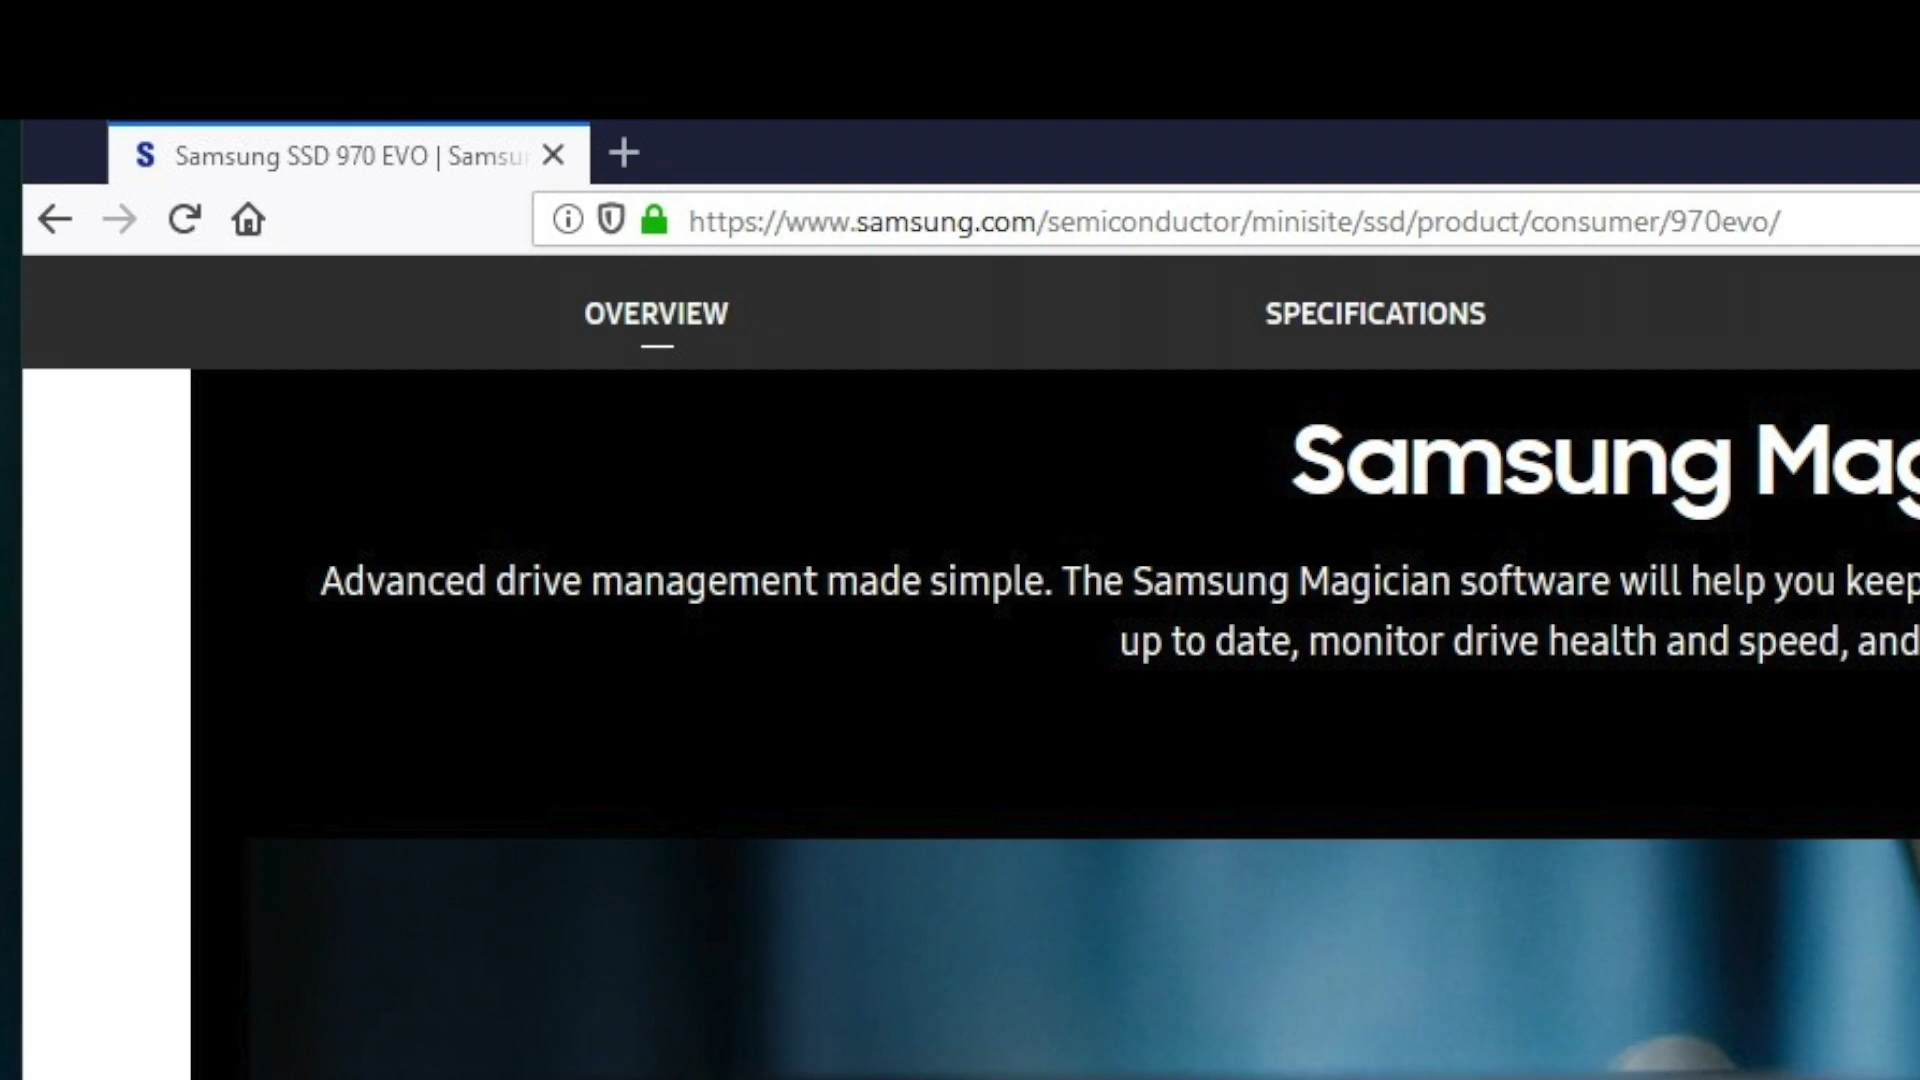 S Samsung SSD 970 EVO | Samsu
https://www.samsung.com/semiconductor/minisite/ssd/product/consumer/970evo/
OVERVIEW SPECIFICATIONS
Samsung Mag
Advanced drive management made simple. The Samsung Magician software will help you keep
up to date, monitor drive health and speed, and